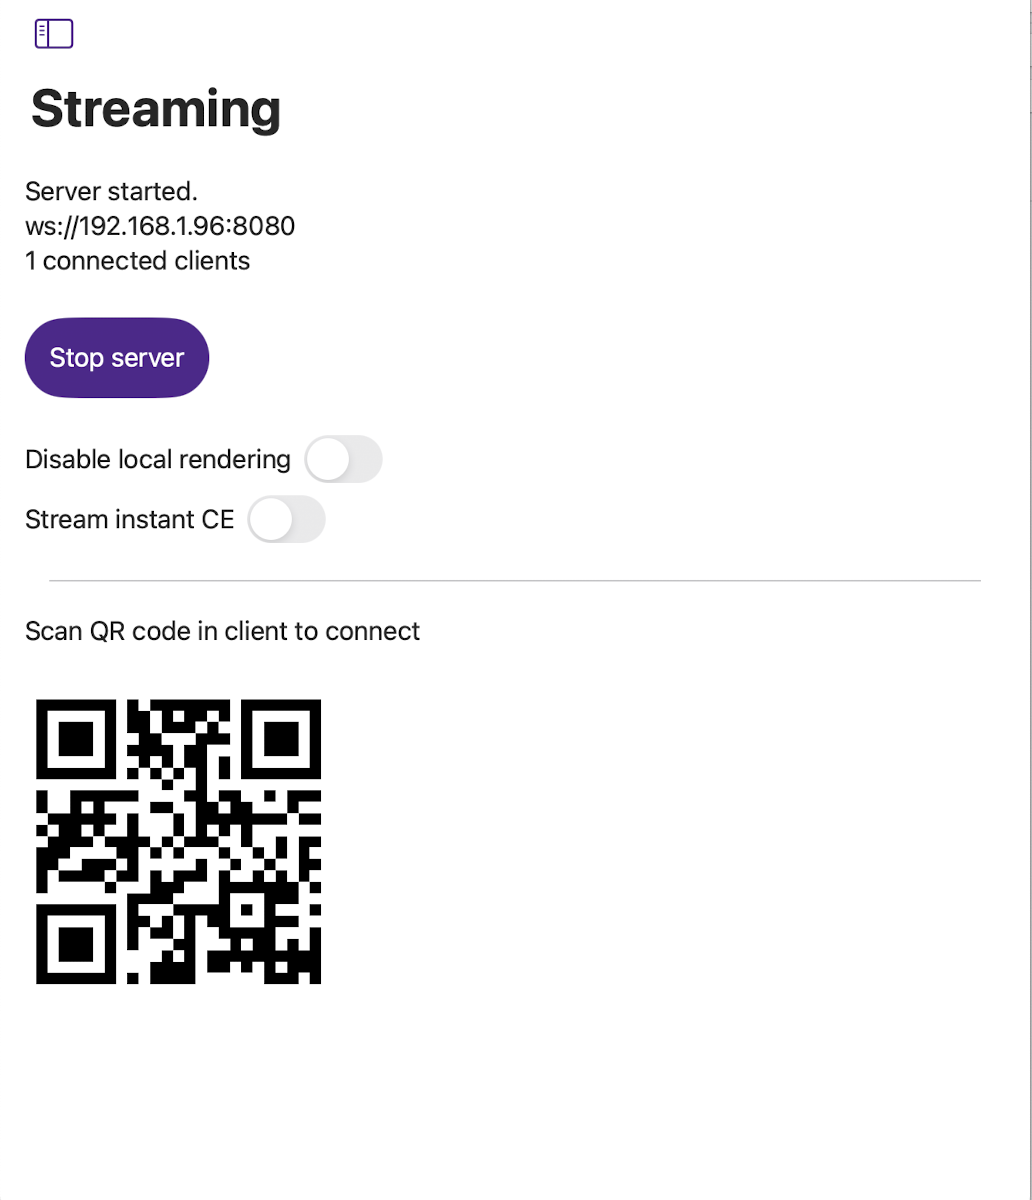 Streaming
Server started.
ws://192.168.1.96:8080
1 connected clients
Stop server
Disable local rendering
Stream instant CE
Scan QR code in client to connect